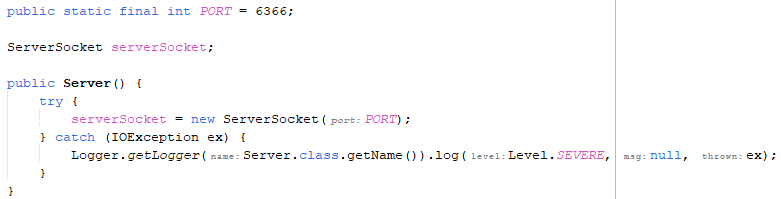 public static final int PORT = 6366;
ServerSocket serverSocket;
public Server() {
try {
serverSocket = new ServerSocket(port: PORT);
} catch (IOException ex) {
Logger.getLogger(name: Server.class.getName()).log(level: Level.SEVERE, msg: null, thrown: ex);
}
}